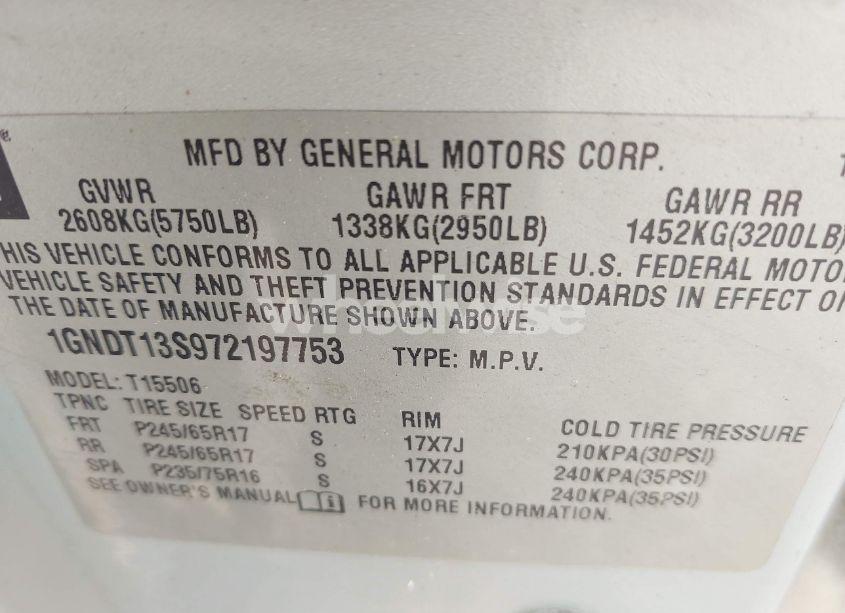 MFD BY GENERAL MOTORS CORP.
GVWR GAWR FRT GAWR RR
2608KG(5750LB) 1338KG(2950LB) 1452KG(3200LB)
HIS VEHICLE CONFORMS TO ALL APPLICABLE U.S. FEDERAL MOTO
VEHICLE SAFETY AND THEFT PREVENTION STANDARDS IN EFFECT ON
THE DATE OF MANUFACTURE SHOWN ABOVE.
1GNDT13S972197753 TYPE: M.P.V.
MODEL: T15506
TPNC TIRE SIZE SPEED RTG RIM COLD TIRE PRESSURE
FRT P245/65R17 S 17X7J 210KPA(30PSI)
RR P245/65R17 S 17X7J 240KPA(35PSI)
SPA P235/75R16 S 16X7J 240KPA(35PSI)
SEE OWNER'S MANUAL FOR MORE INFORMATION.